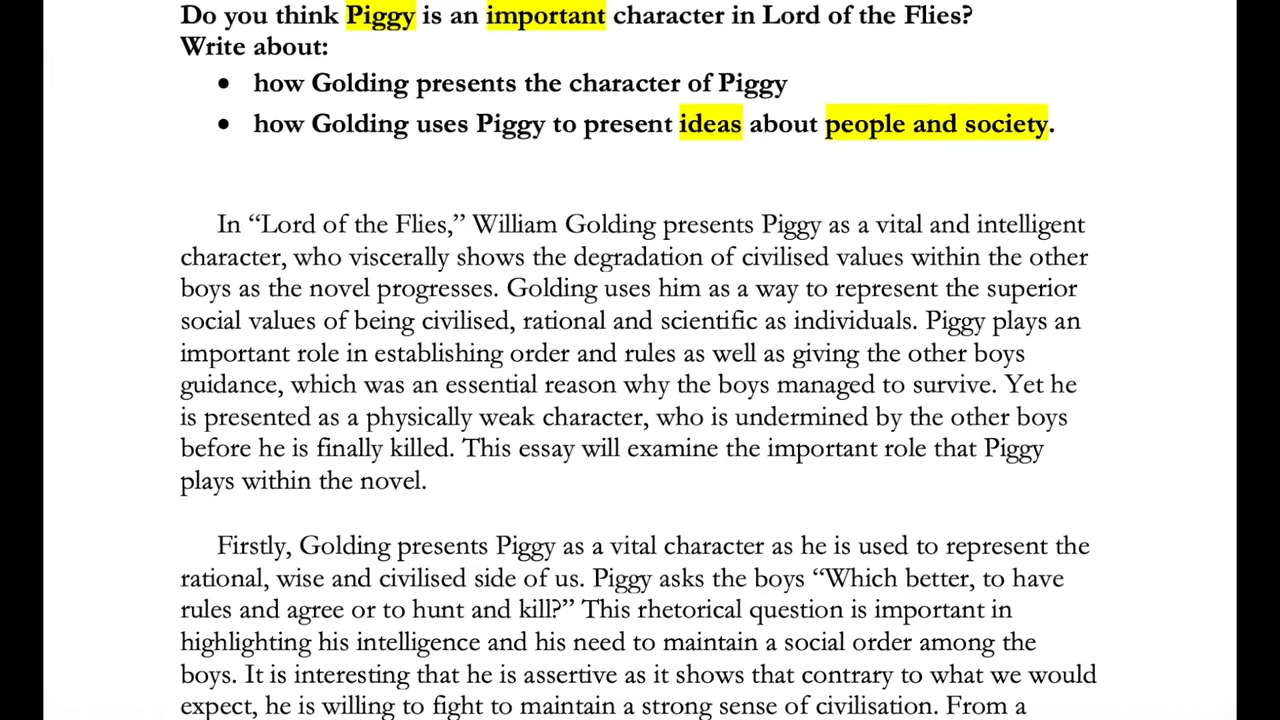 Do you think Piggy is an important character in Lord of the Flies?
Write about:
• how Golding presents the character of Piggy
• how Golding uses Piggy to present ideas about people and society.
In “Lord of the Flies,” William Golding presents Piggy as a vital and intelligent
character, who viscerally shows the degradation of civilised values within the other
boys as the novel progresses. Golding uses him as a way to represent the superior
social values of being civilised, rational and scientific as individuals. Piggy plays an
important role in establishing order and rules as well as giving the other boys
guidance, which was an essential reason why the boys managed to survive. Yet he
is presented as a physically weak character, who is undermined by the other boys
before he is finally killed. This essay will examine the important role that Piggy
plays within the novel.
Firstly, Golding presents Piggy as a vital character as he is used to represent the
rational, wise and civilised side of us. Piggy asks the boys “Which better, to have
rules and agree or to hunt and kill?” This rhetorical question is important in
highlighting his intelligence and his need to maintain a social order among the
boys. It is interesting that he is assertive as it shows that contrary to what we would
expect, he is willing to fight to maintain a strong sense of civilisation. From a